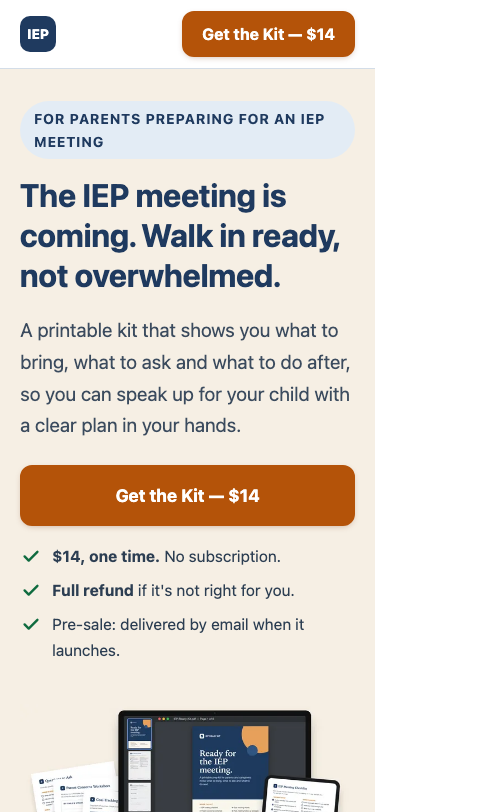 IEP
Get the Kit — $14
FOR PARENTS PREPARING FOR AN IEP
MEETING
The IEP meeting is
coming. Walk in ready,
not overwhelmed.
A printable kit that shows you what to
bring, what to ask and what to do after,
so you can speak up for your child with
a clear plan in your hands.
Get the Kit — $14
$14, one time. No subscription.
Full refund if it's not right for you.
Pre-sale: delivered by email when it
launches.
Ready for
the IEP
meeting.